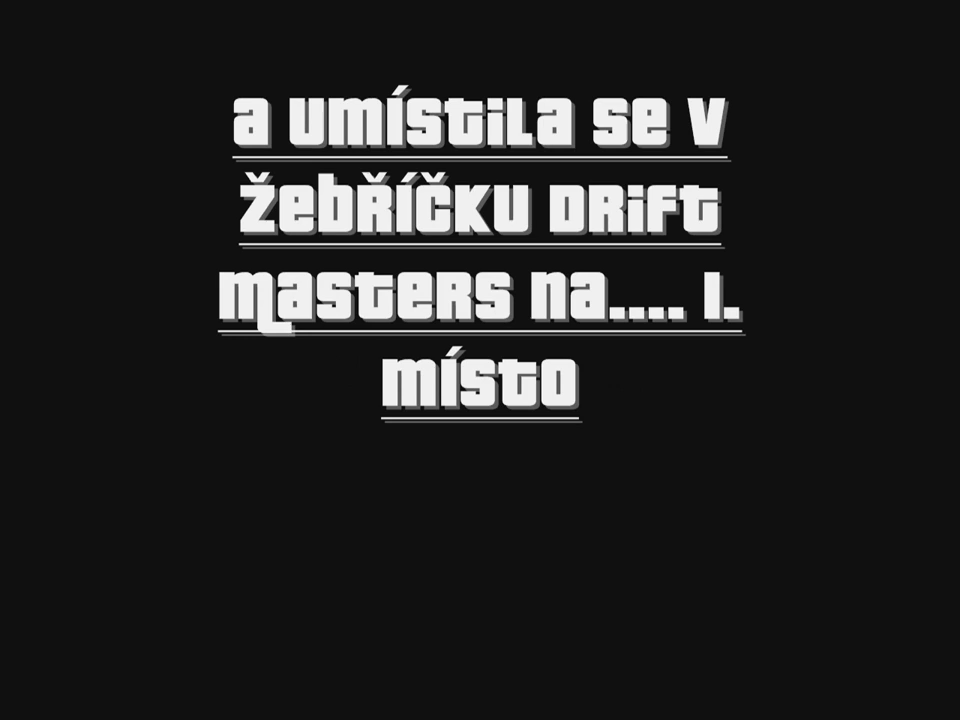 a umístila se v
žebříčku Drift
masters na.... 1.
místo